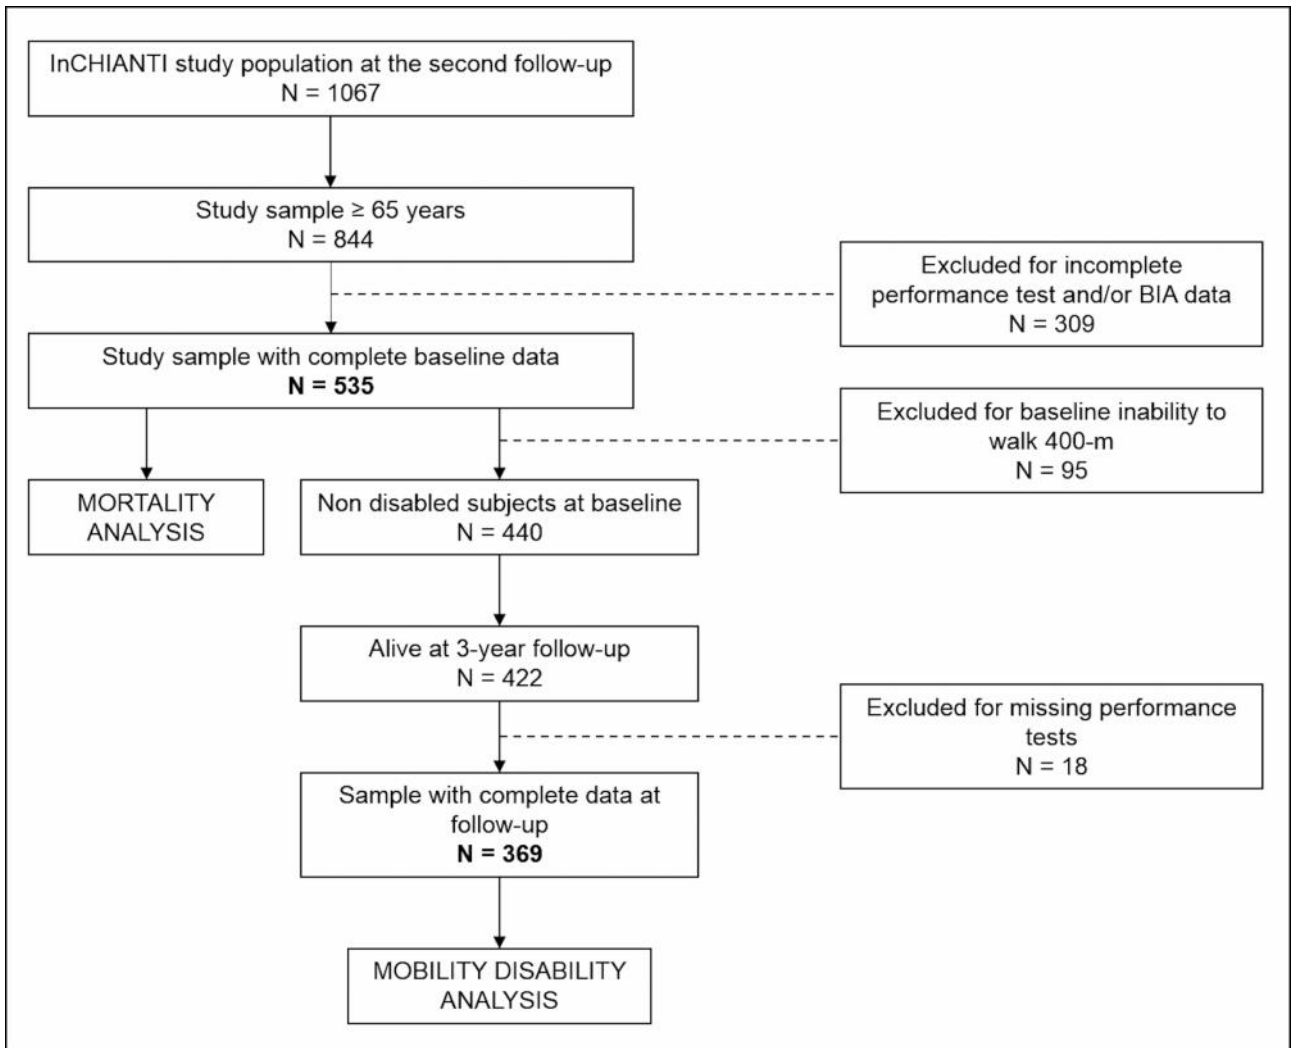 InCHIANTI study population at the second follow-up
N = 1067
Study sample ≥ 65 years
N = 844
Excluded for incomplete
performance test and/or BIA data
N = 309
Study sample with complete baseline data
N = 535
Excluded for baseline inability to
walk 400-m
N = 95
MORTALITY
ANALYSIS
Non disabled subjects at baseline
N = 440
Alive at 3-year follow-up
N = 422
Excluded for missing performance
tests
N = 18
Sample with complete data at
follow-up
N = 369
MOBILITY DISABILITY
ANALYSIS